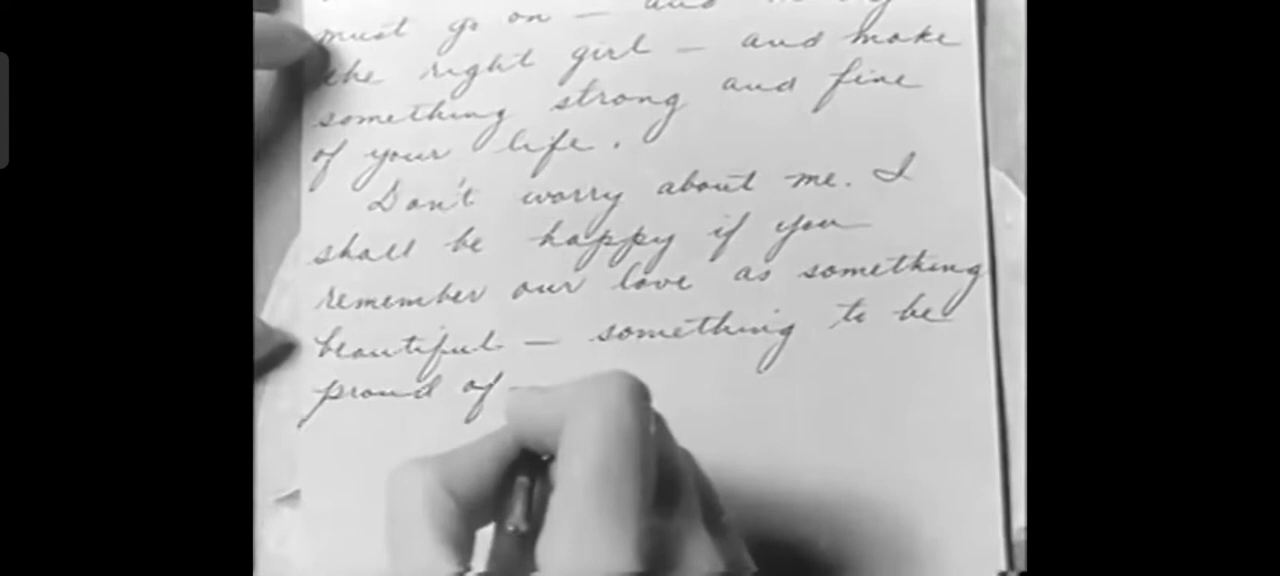 must go on — and
the right girl — and make
something strong and fine
of your life.
Don't worry about me. I
shall be happy if you
remember our love as something
beautiful — something to be
proud of —